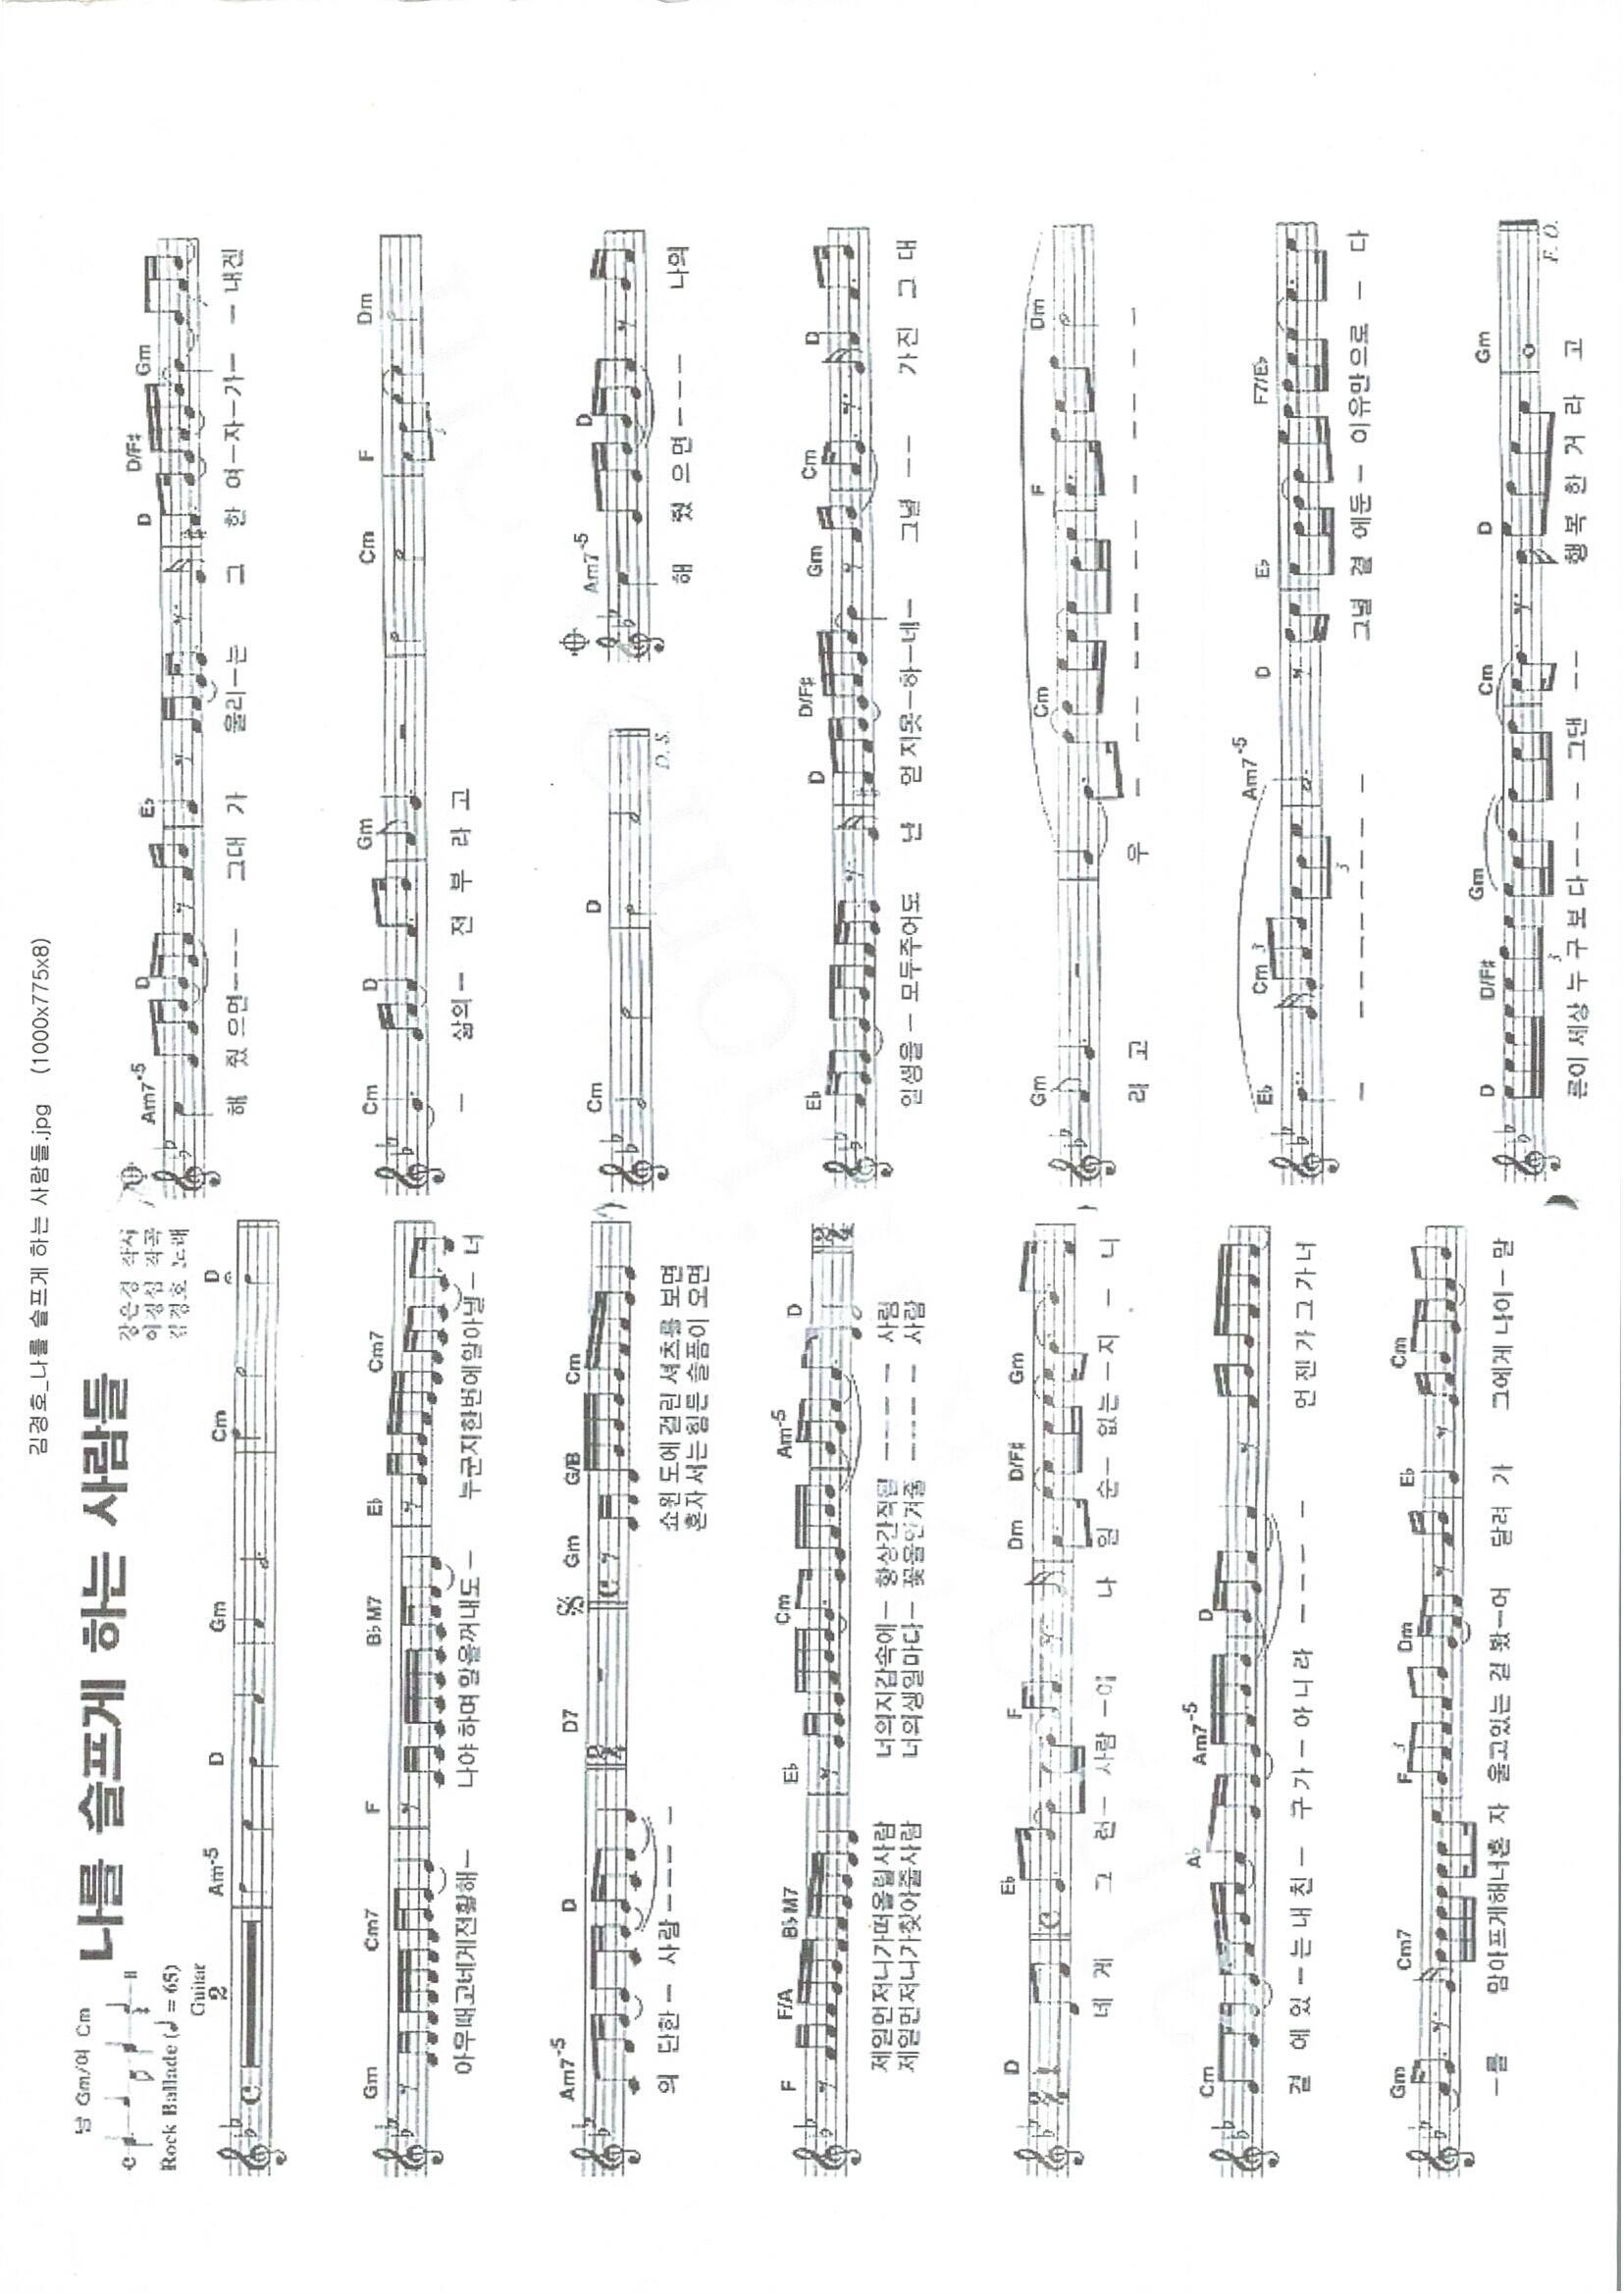 김경호_나를 슬프게 하는 사람들.jpg (1000x775x8)
남 Gm/여 Cm
나를 슬프게 하는 사람들
강은경 작시
이경섭 작곡
김경호 노래
Rock Ballade (♩ = 65)
Guitar
2 Am-5 D Gm Cm D
Gm Cm7 F B♭M7 E♭ Cm7
아무때고네게전활해– 나야 하며 말을꺼내도 – 누군지한번에알아낼– 너
Am7-5 D D7 Gm G/B Cm
의 단한– 사람– – – –
쇼윈 도에걸린 셔츠를 보면
혼자 서는힘든 슬픔이 오면
F F/A B♭M7 E♭ Cm Am-5 D
제일먼저니가떠올릴사람 너의지갑속에– 항상간직될 – – – – 사람
제일먼저니가찾아줄사람 너의생일마다– 꽃을안겨줄 – – – – 사람
D E♭ F Dm D/F♯ Gm
네 게 그 런– 사람 –이 나 일 순– 없는 –지 – 니
Cm A♭ Am7-5 D
곁 에있 –는내친– 구가–아니라 – – – – 언젠가그가너
Gm Cm7 F 3 Dm E♭ Cm
–를 맘아프게해너혼 자 울고있는 걸 봤–어 달려 가 그에게 나이– 말
Am7-5 D E♭ D D/F♯ Gm
해 줬 으면– – – 그대 가 울리–는 그 한 여–자–가– – 내겐
Cm D Gm Cm F Dm
3
– 삶의– 전 부 라 고
Cm D
D. S.
Am7-5 D
해 줬 으면– – – 나의
E♭ D D/F♯ Gm Cm D
일생을 – 모두주어도 난 얻 지못–하–네– 그널 – – 가진 그 대
Gm Cm F Dm
라 고 우 – – – – – – – – – – – –
E♭ Cm 3 Am7-5 D E♭ F7/E♭
3
– – – – – – – – – 그널 곁 에둔 – 이유만으로 – 다
D D/F♯ Gm Cm D Gm
3
F. O.
른이 세상 누 구 보 다– – – 그댄 – – 행복 한 거 라 고